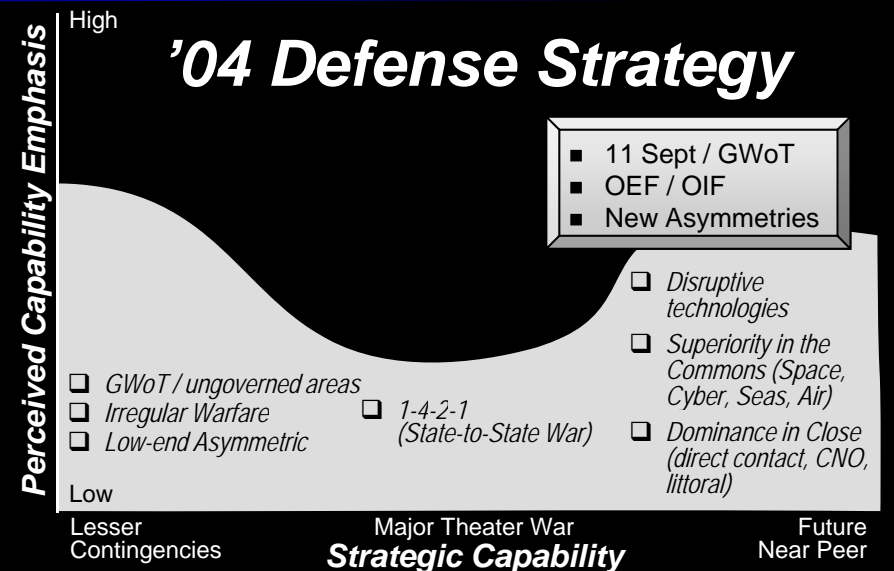 High
'04 Defense Strategy
Perceived Capability Emphasis
▪ 11 Sept / GWoT
▪ OEF / OIF
▪ New Asymmetries
❑ Disruptive
technologies
❑ Superiority in the
Commons (Space,
Cyber, Seas, Air)
❑ Dominance in Close
(direct contact, CNO,
littoral)
❑ GWoT / ungoverned areas
❑ Irregular Warfare
❑ Low-end Asymmetric
❑ 1-4-2-1
(State-to-State War)
Low
Lesser
Contingencies
Major Theater War
Strategic Capability
Future
Near Peer